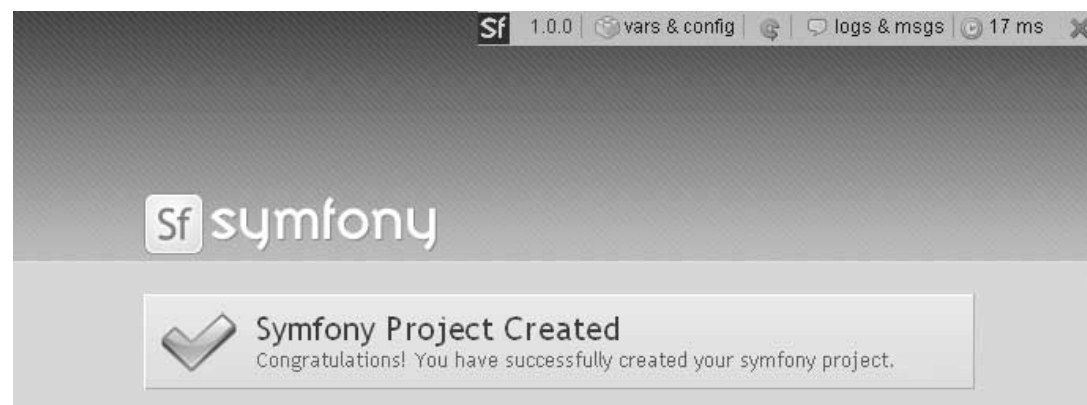 Sf 1.0.0 vars & config logs & msgs 17 ms
Sf symfony
Symfony Project Created
Congratulations! You have successfully created your symfony project.